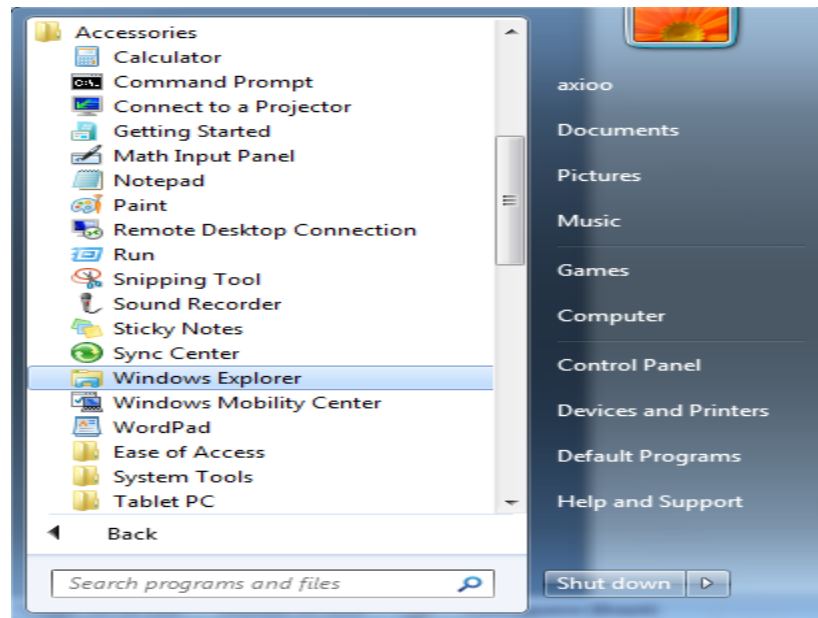 Accessories
Calculator
Command Prompt
Connect to a Projector
Getting Started
Math Input Panel
Notepad
Paint
Remote Desktop Connection
Run
Snipping Tool
Sound Recorder
Sticky Notes
Sync Center
Windows Explorer
Windows Mobility Center
WordPad
Ease of Access
System Tools
Tablet PC
Back
Search programs and files
axioo
Documents
Pictures
Music
Games
Computer
Control Panel
Devices and Printers
Default Programs
Help and Support
Shut down